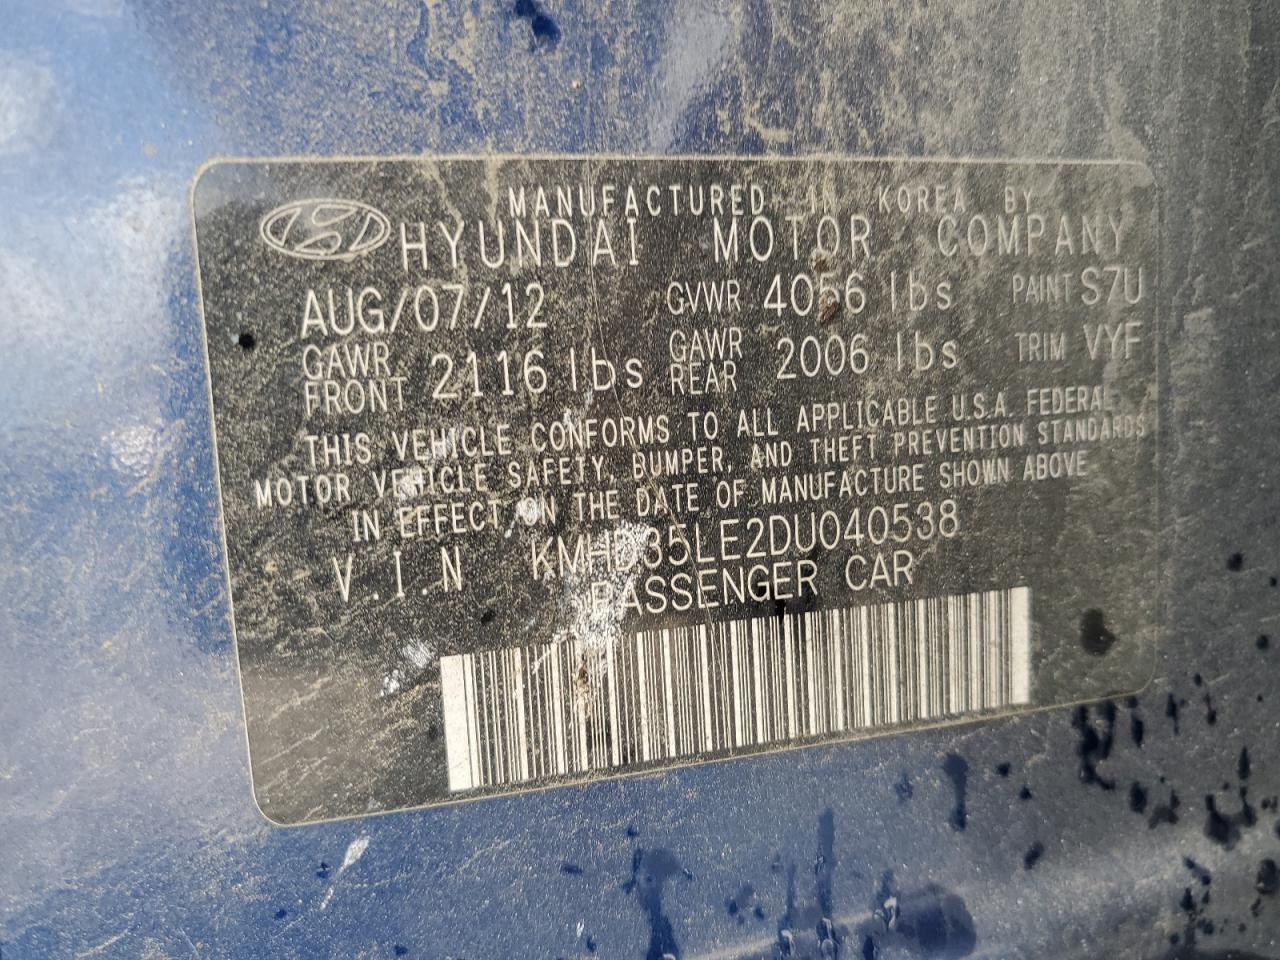 MANUFACTURED IN KOREA BY
HYUNDAI MOTOR COMPANY
AUG/07/12 GVWR 4056 lbs PAINT S7U
GAWR FRONT 2116 lbs GAWR REAR 2006 lbs TRIM VYF
THIS VEHICLE CONFORMS TO ALL APPLICABLE U.S.A. FEDERAL
MOTOR VEHICLE SAFETY, BUMPER, AND THEFT PREVENTION STANDARDS
IN EFFECT ON THE DATE OF MANUFACTURE SHOWN ABOVE
V.I.N KMHD35LE2DU040538
PASSENGER CAR